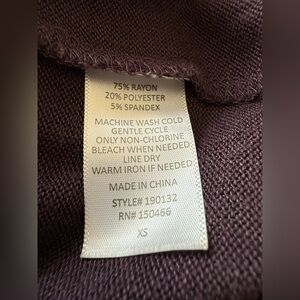 75% RAYON
20% POLYESTER
5% SPANDEX
MACHINE WASH COLD
GENTLE CYCLE
ONLY NON-CHLORINE
BLEACH WHEN NEEDED
LINE DRY
WARM IRON IF NEEDED
MADE IN CHINA
STYLE# 190132
RN# 150466
XS